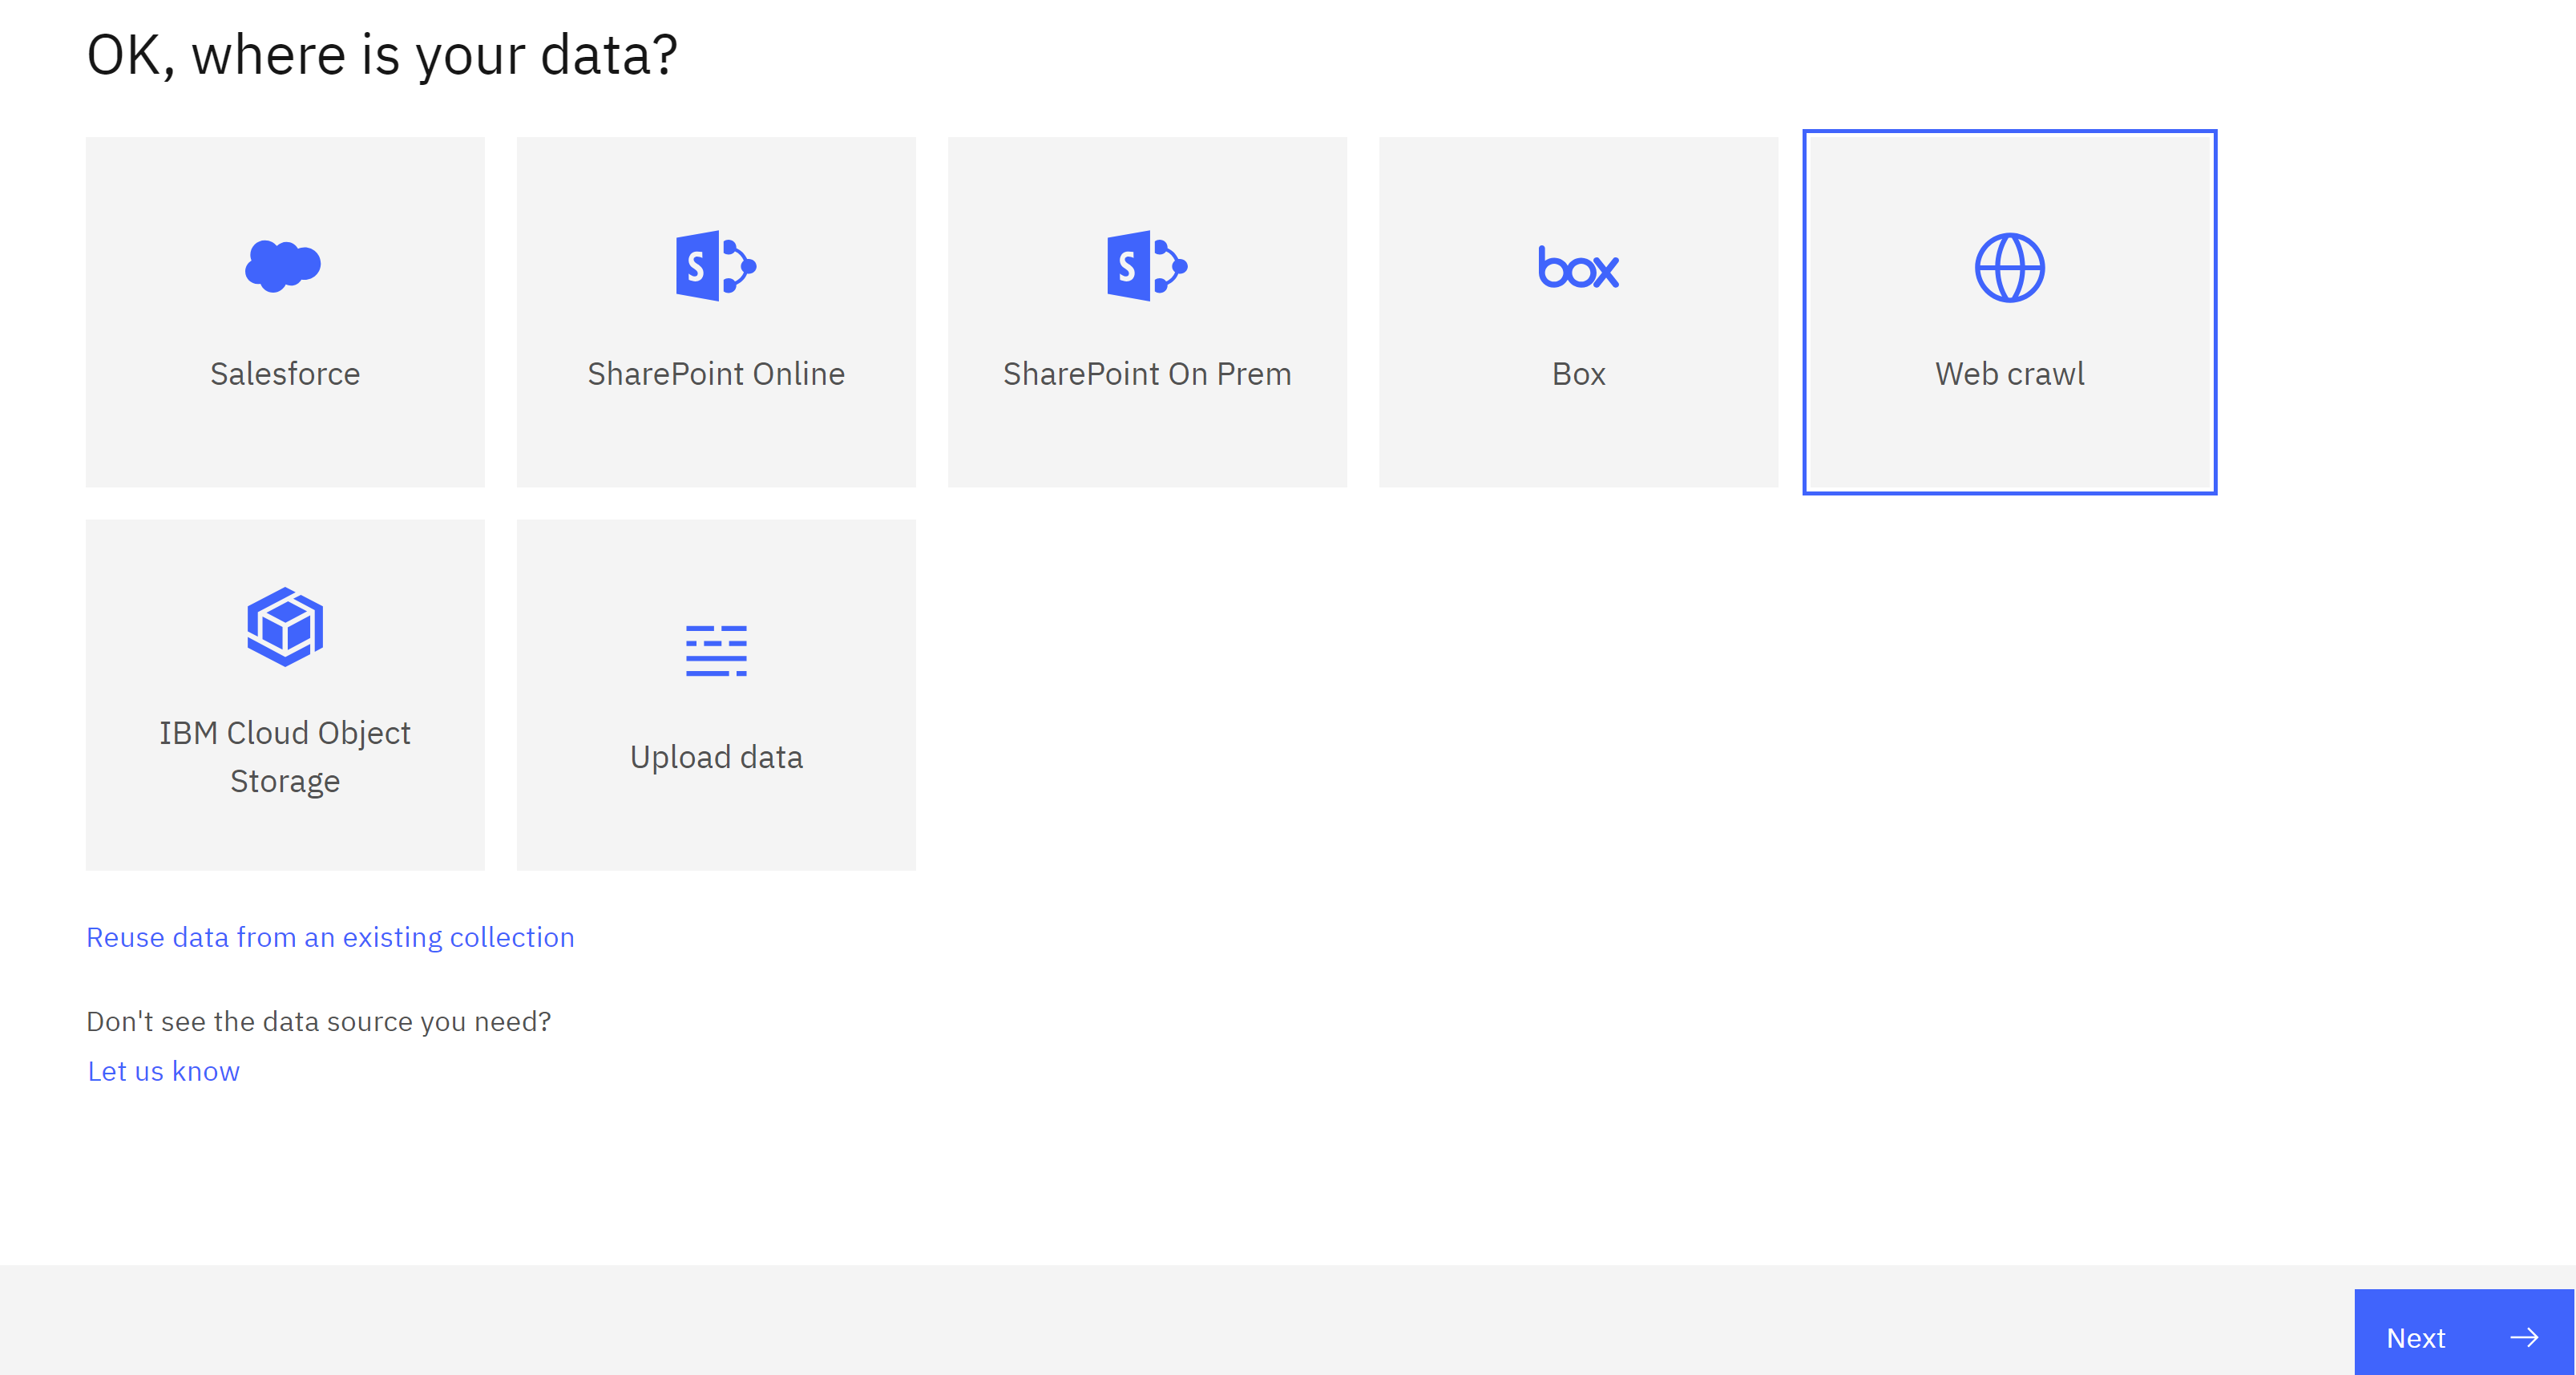 OK, where is your data?
S
S
box
Salesforce
SharePoint Online
SharePoint On Prem
Box
Web crawl
IBM Cloud Object
Storage
Upload data
Reuse data from an existing collection
Don't see the data source you need?
Let us know
Next